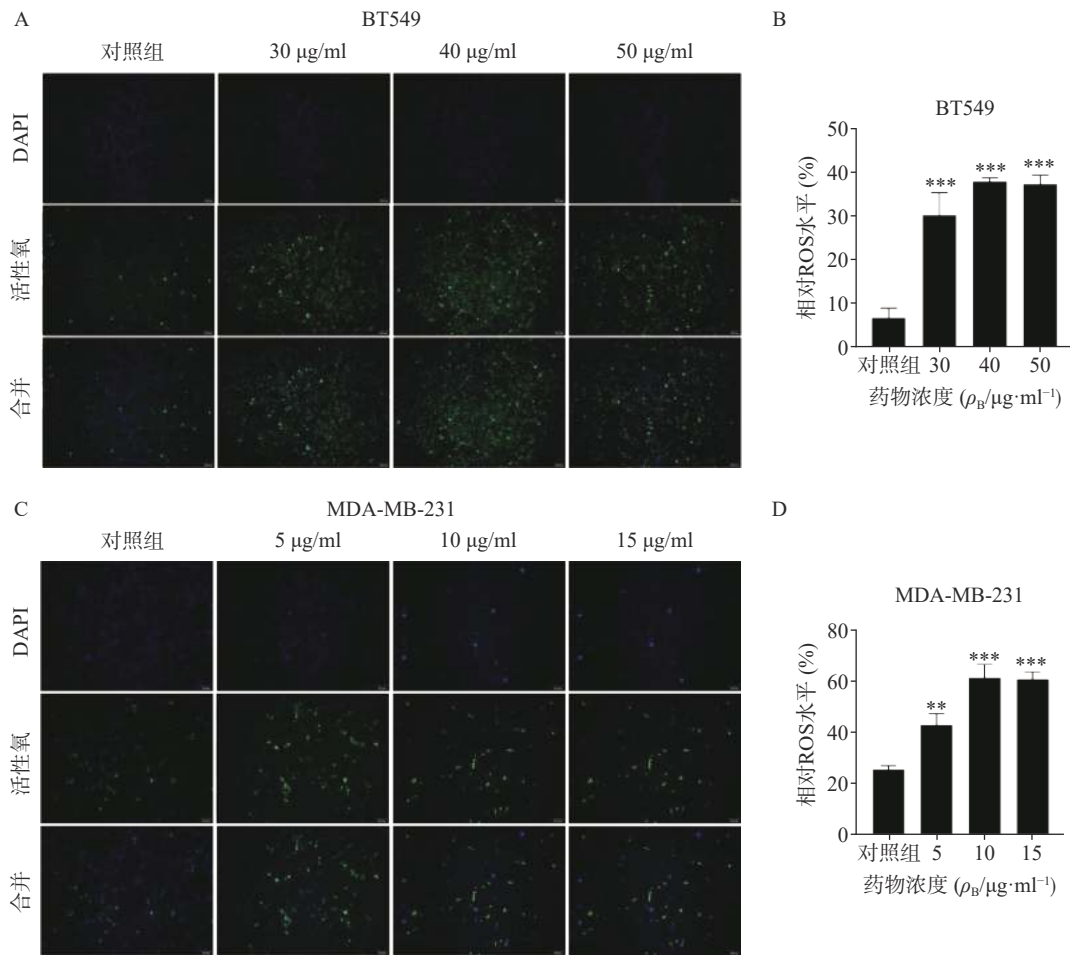 A
BT549
对照组 30 μg/ml 40 μg/ml 50 μg/ml
DAPI
活性氧
合并
B
BT549
相对ROS水平 (%)
50
40
30
20
10
0
***
***
***
对照组 30 40 50
药物浓度 (ρB/μg·ml⁻¹)
C
MDA-MB-231
对照组 5 μg/ml 10 μg/ml 15 μg/ml
DAPI
活性氧
合并
D
MDA-MB-231
相对ROS水平 (%)
80
60
40
20
0
**
***
***
对照组 5 10 15
药物浓度 (ρB/μg·ml⁻¹)